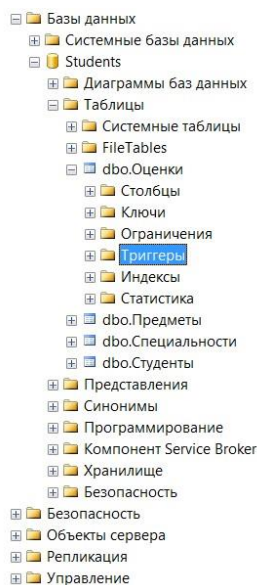 Базы данных
Системные базы данных
Students
Диаграммы баз данных
Таблицы
Системные таблицы
FileTables
dbo.Оценки
Столбцы
Ключи
Ограничения
Триггеры
Индексы
Статистика
dbo.Предметы
dbo.Специальности
dbo.Студенты
Представления
Синонимы
Программирование
Компонент Service Broker
Хранилище
Безопасность
Безопасность
Объекты сервера
Репликация
Управление